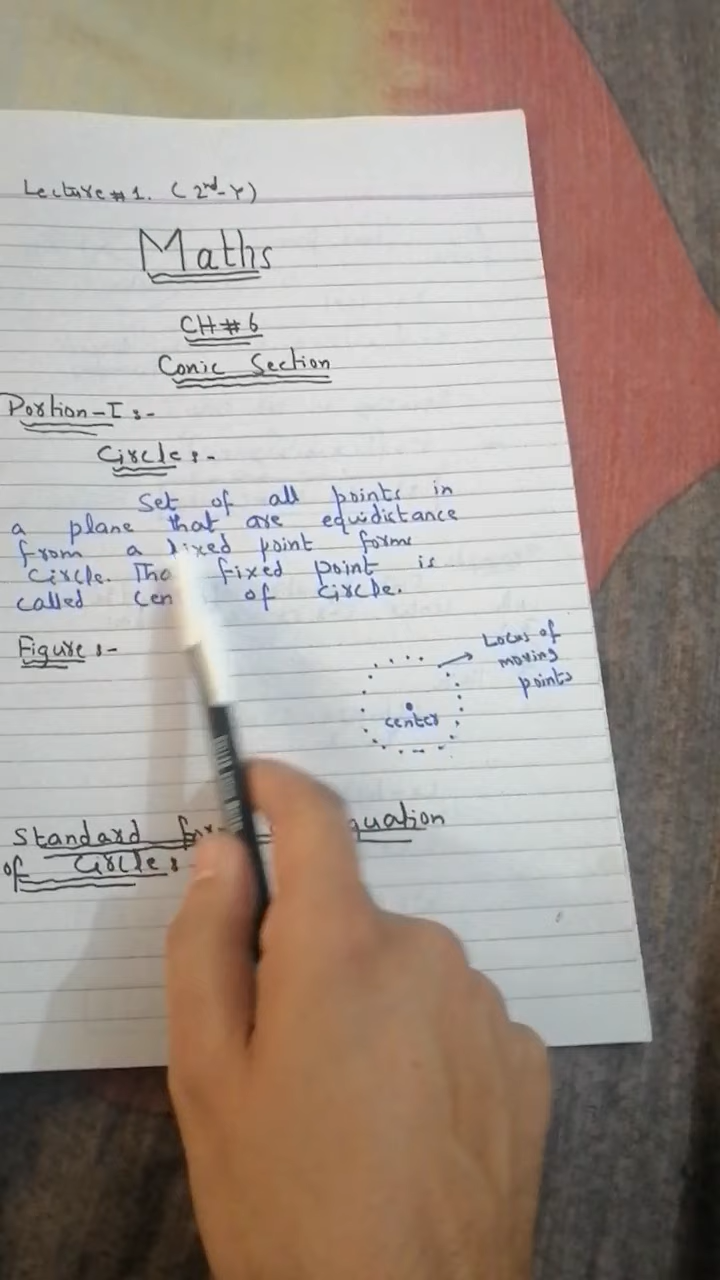 Lecture #1. (2nd-Y)
Maths
CH#6
Conic Section
Portion-I:-
Circle:-
Set of all points in
a plane that are equidistance
from a fixed point forms
circle. fixed point is
called of circle.
Figure:-
Locus of
moving
points
center
Standard
of Circle:-